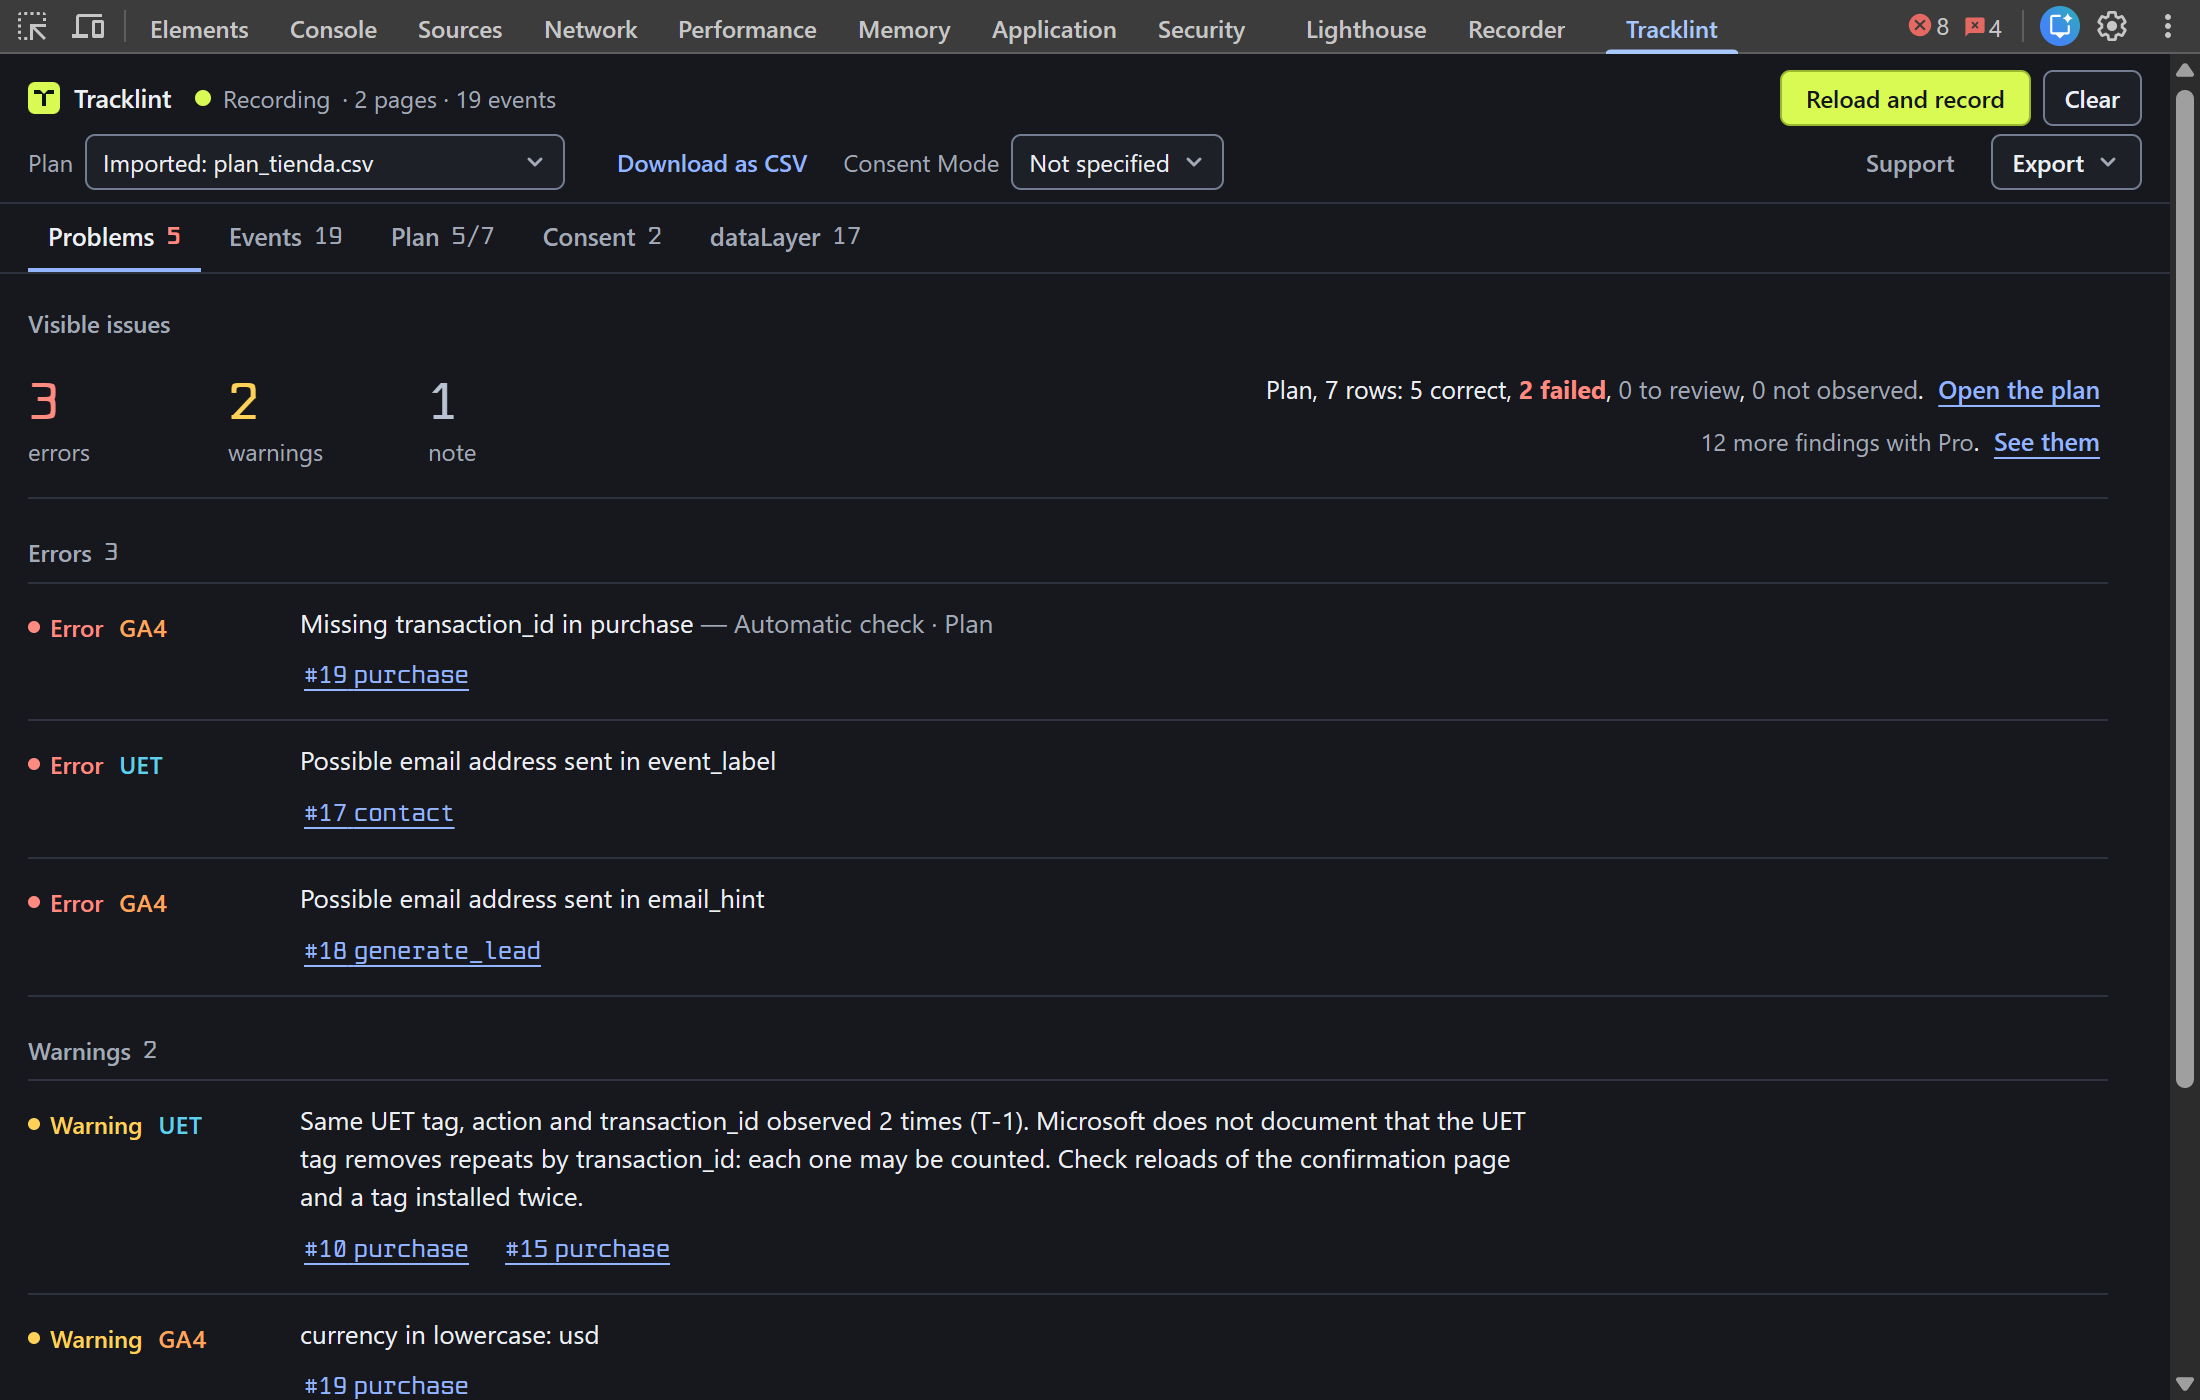 Elements Console Sources Network Performance Memory Application Security Lighthouse Recorder Tracklint 8 4
Tracklint Recording · 2 pages · 19 events Reload and record Clear
Plan Imported: plan_tienda.csv Download as CSV Consent Mode Not specified Support Export
Problems 5 Events 19 Plan 5/7 Consent 2 dataLayer 17
Visible issues
3 2 1
errors warnings note
Plan, 7 rows: 5 correct, 2 failed, 0 to review, 0 not observed. Open the plan
12 more findings with Pro. See them
Errors 3
Error GA4 Missing transaction_id in purchase — Automatic check · Plan
#19 purchase
Error UET Possible email address sent in event_label
#17 contact
Error GA4 Possible email address sent in email_hint
#18 generate_lead
Warnings 2
Warning UET Same UET tag, action and transaction_id observed 2 times (T-1). Microsoft does not document that the UET
tag removes repeats by transaction_id: each one may be counted. Check reloads of the confirmation page
and a tag installed twice.
#10 purchase #15 purchase
Warning GA4 currency in lowercase: usd
#19 purchase